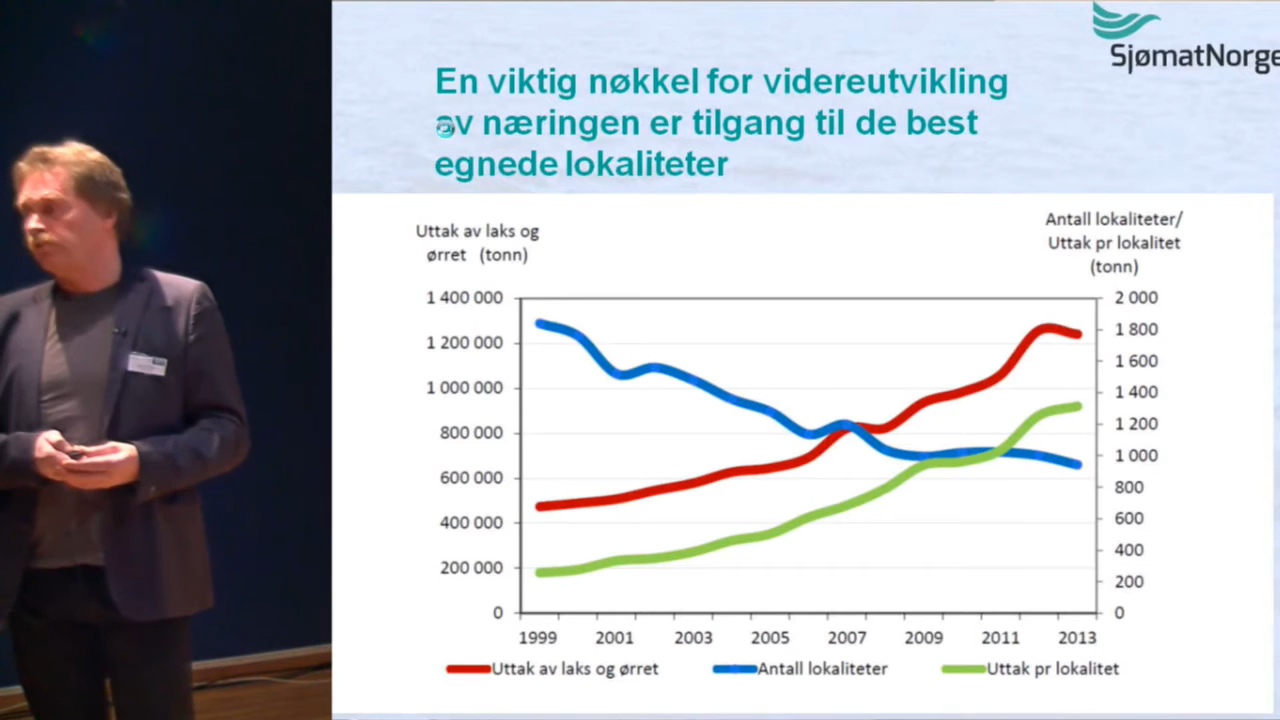 SjømatNorge
En viktig nøkkel for videreutvikling
av næringen er tilgang til de best
egnede lokaliteter
Uttak av laks og
ørret (tonn)
Antall lokaliteter/
Uttak pr lokalitet
(tonn)
1 400 000
1 200 000
1 000 000
800 000
600 000
400 000
200 000
0
2 000
1 800
1 600
1 400
1 200
1 000
800
600
400
200
0
1999 2001 2003 2005 2007 2009 2011 2013
Uttak av laks og ørret Antall lokaliteter Uttak pr lokalitet